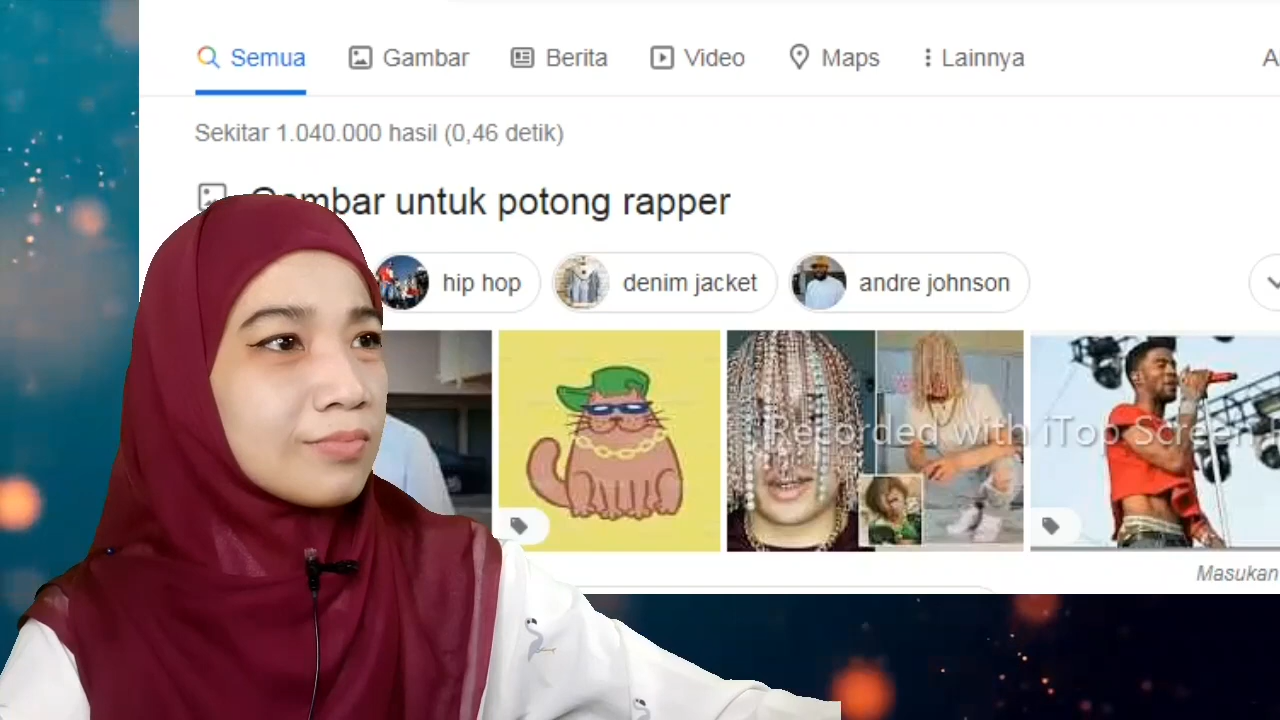 Semua Gambar Berita Video Maps Lainnya
Sekitar 1.040.000 hasil (0,46 detik)
Gambar untuk potong rapper
hip hop denim jacket andre johnson
Recorded with iTop Screen
Masukan